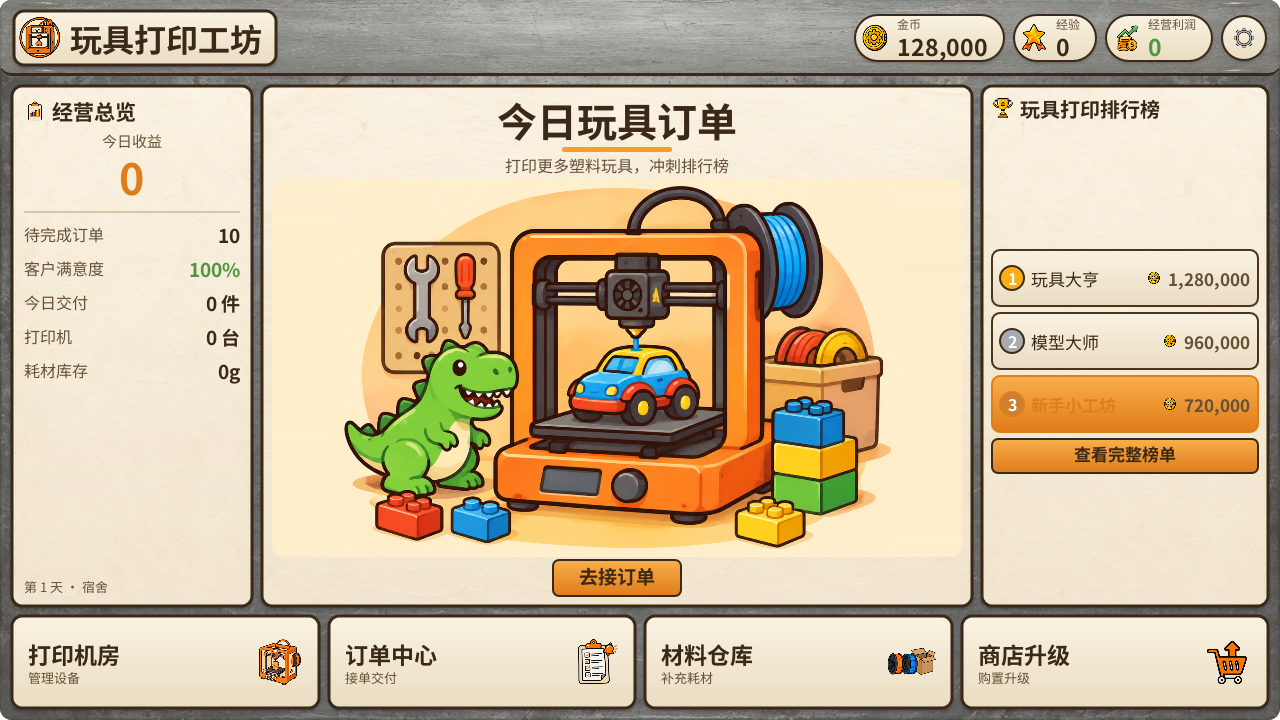 玩具打印工坊
金币
128,000
经验
0
经营利润
0
经营总览
今日收益
0
待完成订单 10
客户满意度 100%
今日交付 0 件
打印机 0 台
耗材库存 0g
第 1 天 · 宿舍
今日玩具订单
打印更多塑料玩具，冲刺排行榜
去接订单
玩具打印排行榜
1 玩具大亨 1,280,000
2 模型大师 960,000
3 新手小工坊 720,000
查看完整榜单
打印机房
管理设备
订单中心
接单交付
材料仓库
补充耗材
商店升级
购置升级